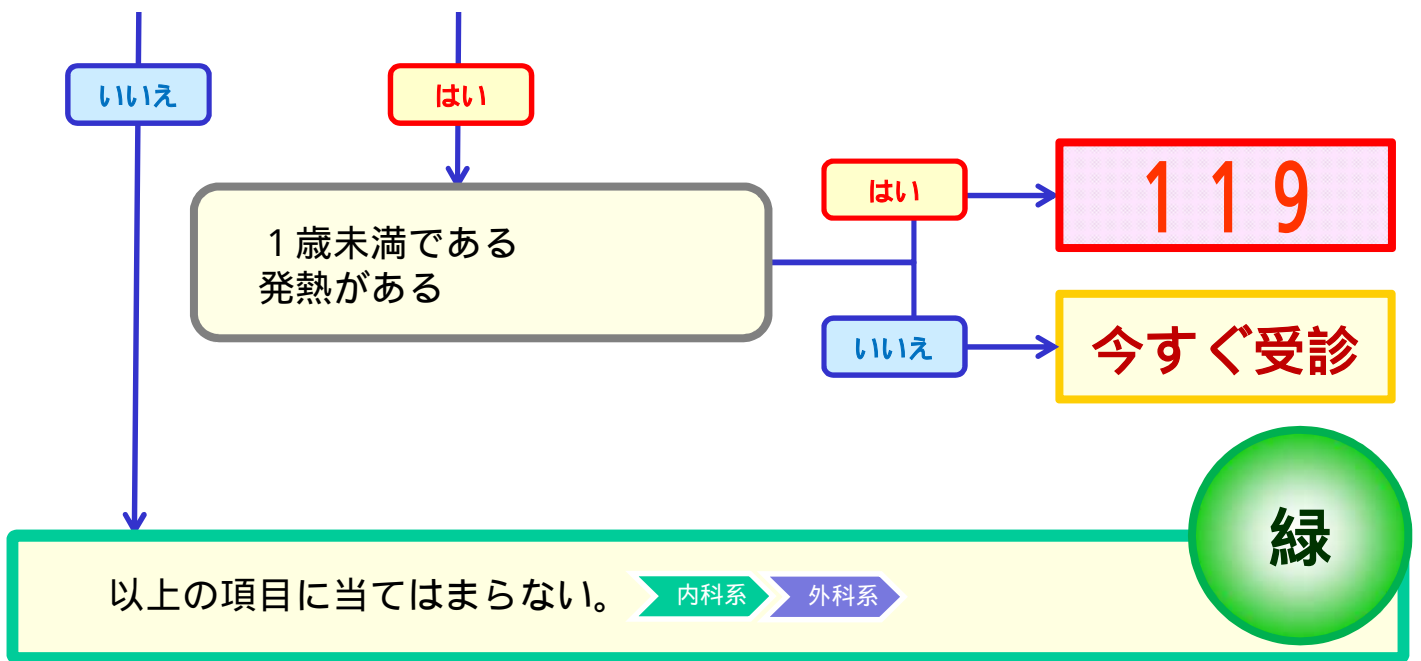 いいえ
はい
１歳未満である
発熱がある
はい
１１９
いいえ
今すぐ受診
緑
以上の項目に当てはまらない。
内科系
外科系